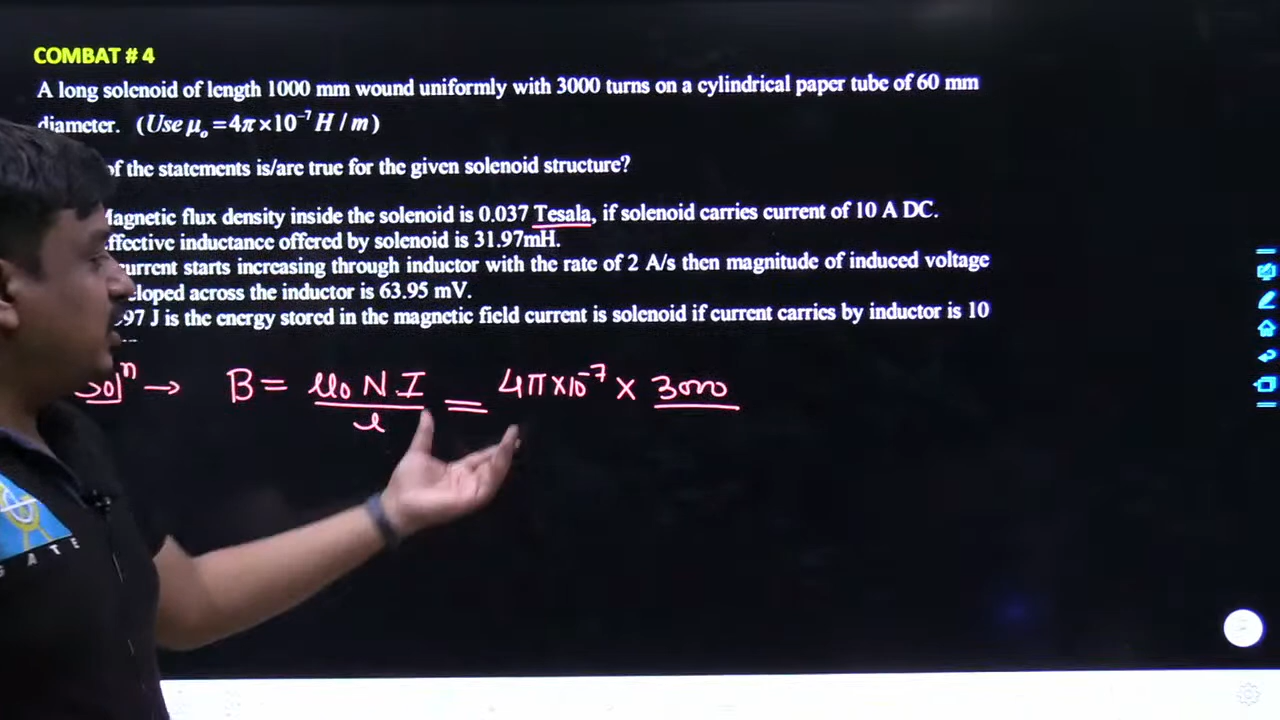 COMBAT # 4
A long solenoid of length 1000 mm wound uniformly with 3000 turns on a cylindrical paper tube of 60 mm
diameter. (Use μ₀ = 4π×10⁻⁷ H / m)
of the statements is/are true for the given solenoid structure?
Magnetic flux density inside the solenoid is 0.037 Tesala, if solenoid carries current of 10 A DC.
ffective inductance offered by solenoid is 31.97mH.
current starts increasing through inductor with the rate of 2 A/s then magnitude of induced voltage
eloped across the inductor is 63.95 mV.
97 J is the energy stored in the magnetic field current is solenoid if current carries by inductor is 10
Solⁿ → B = μ₀ N I / l = 4π×10⁻⁷ × 3000
GATE